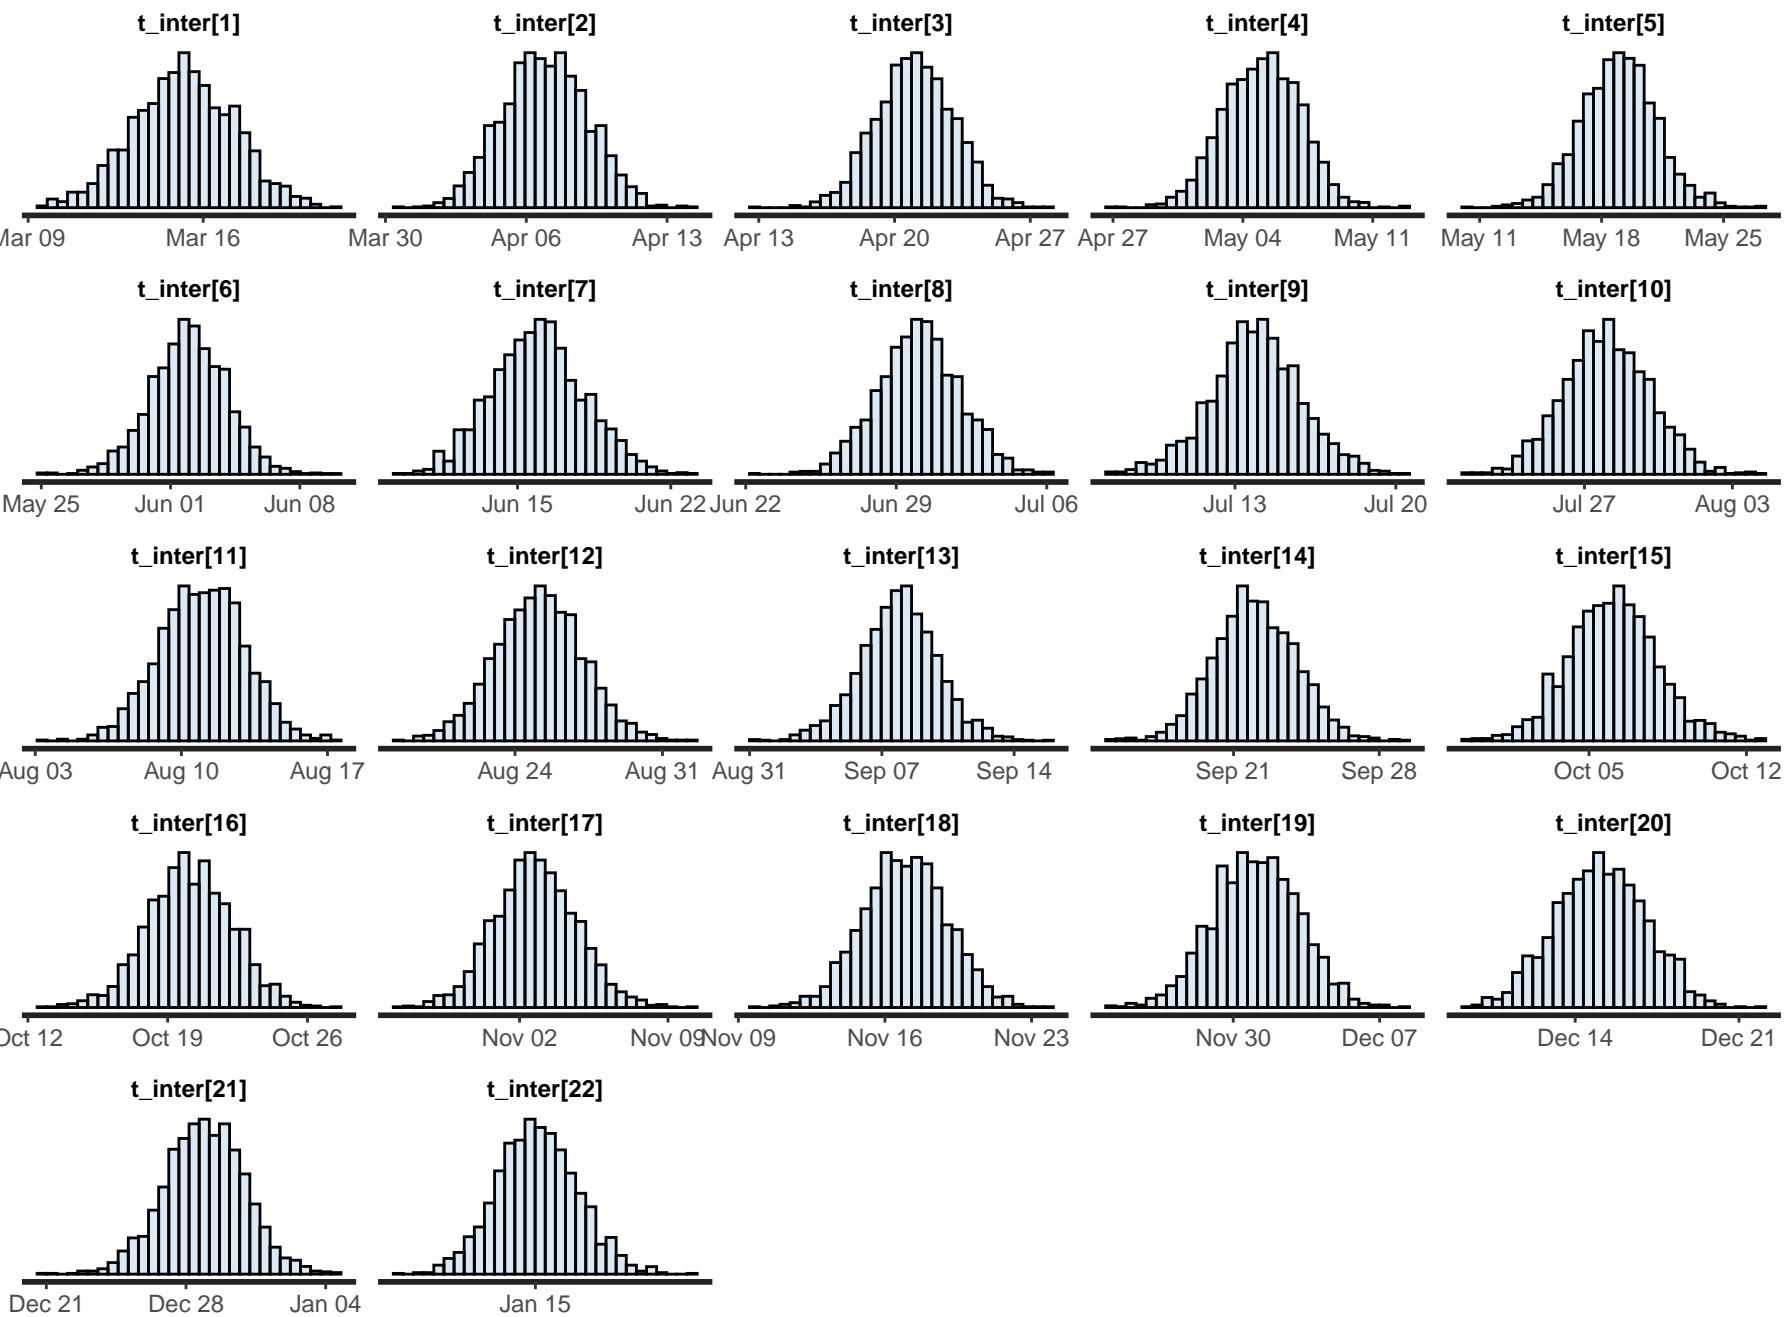 t_inter[1] t_inter[2] t_inter[3] t_inter[4] t_inter[5]
Mar 09 Mar 16 Mar 30 Apr 06 Apr 13 Apr 13 Apr 20 Apr 27 Apr 27 May 04 May 11 May 11 May 18 May 25
t_inter[6] t_inter[7] t_inter[8] t_inter[9] t_inter[10]
May 25 Jun 01 Jun 08 Jun 15 Jun 22 Jun 22 Jun 29 Jul 06 Jul 13 Jul 20 Jul 27 Aug 03
t_inter[11] t_inter[12] t_inter[13] t_inter[14] t_inter[15]
Aug 03 Aug 10 Aug 17 Aug 24 Aug 31 Aug 31 Sep 07 Sep 14 Sep 21 Sep 28 Oct 05 Oct 12
t_inter[16] t_inter[17] t_inter[18] t_inter[19] t_inter[20]
Oct 12 Oct 19 Oct 26 Nov 02 Nov 09 Nov 09 Nov 16 Nov 23 Nov 30 Dec 07 Dec 14 Dec 21
t_inter[21] t_inter[22]
Dec 21 Dec 28 Jan 04 Jan 15